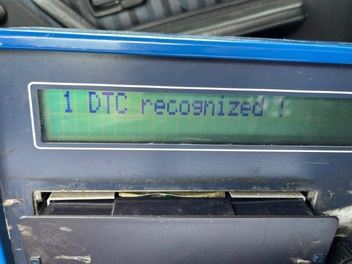 1 DTC recognized !